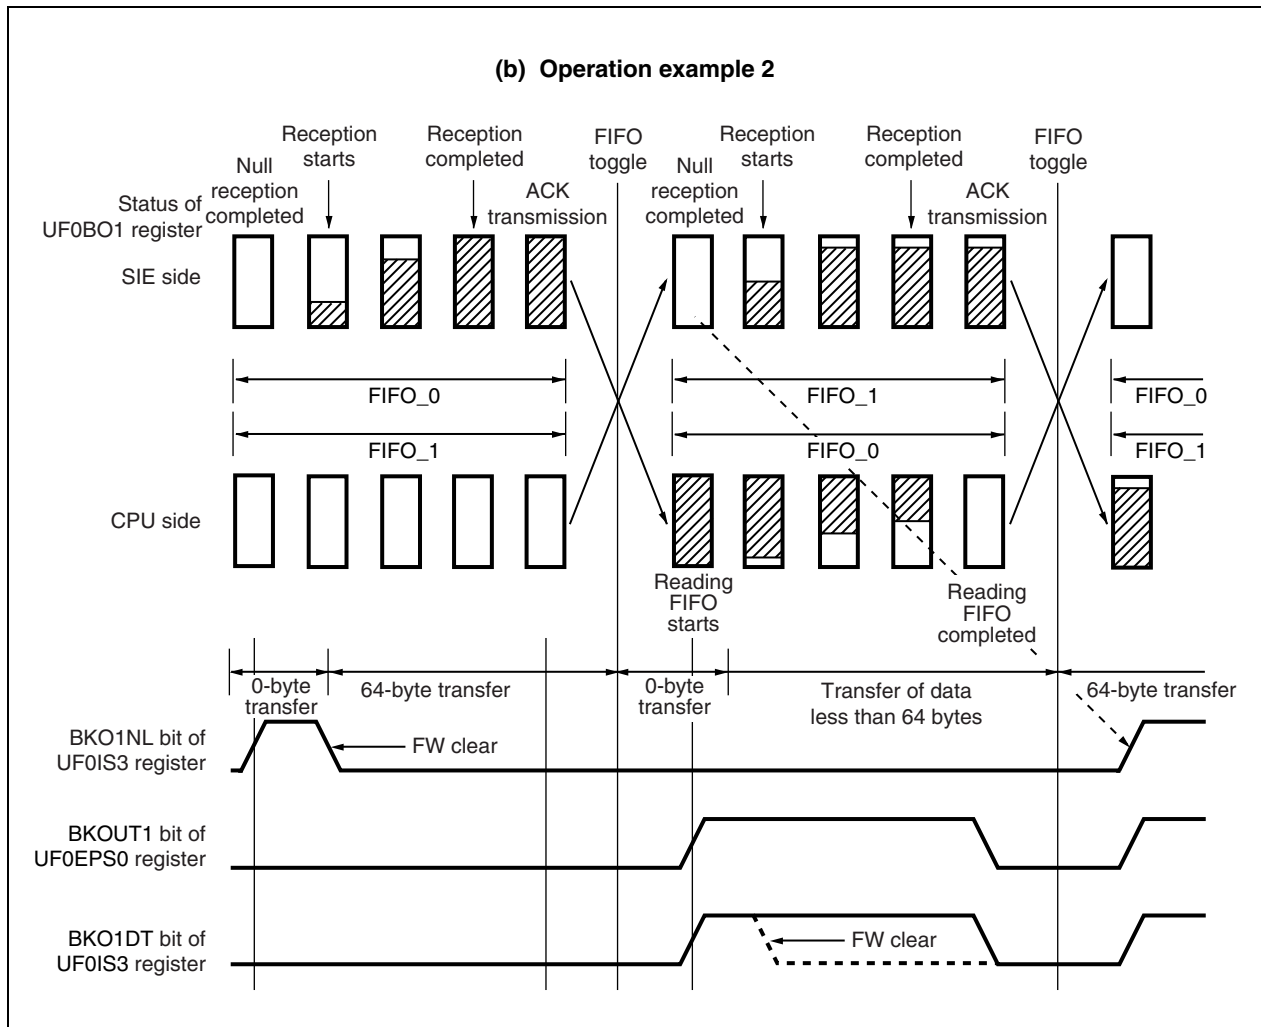 (b) Operation example 2
Reception
starts
Reception
completed
FIFO
toggle
Reception
starts
Reception
completed
FIFO
toggle
Null
reception
completed
ACK
transmission
Null
reception
completed
ACK
transmission
Status of
UF0BO1 register
SIE side
FIFO_0
FIFO_1
FIFO_0
FIFO_1
FIFO_0
FIFO_1
CPU side
Reading
FIFO
starts
Reading
FIFO
completed
0-byte
transfer
64-byte transfer
0-byte
transfer
Transfer of data
less than 64 bytes
64-byte transfer
BKO1NL bit of
UF0IS3 register
FW clear
BKOUT1 bit of
UF0EPS0 register
BKO1DT bit of
UF0IS3 register
FW clear